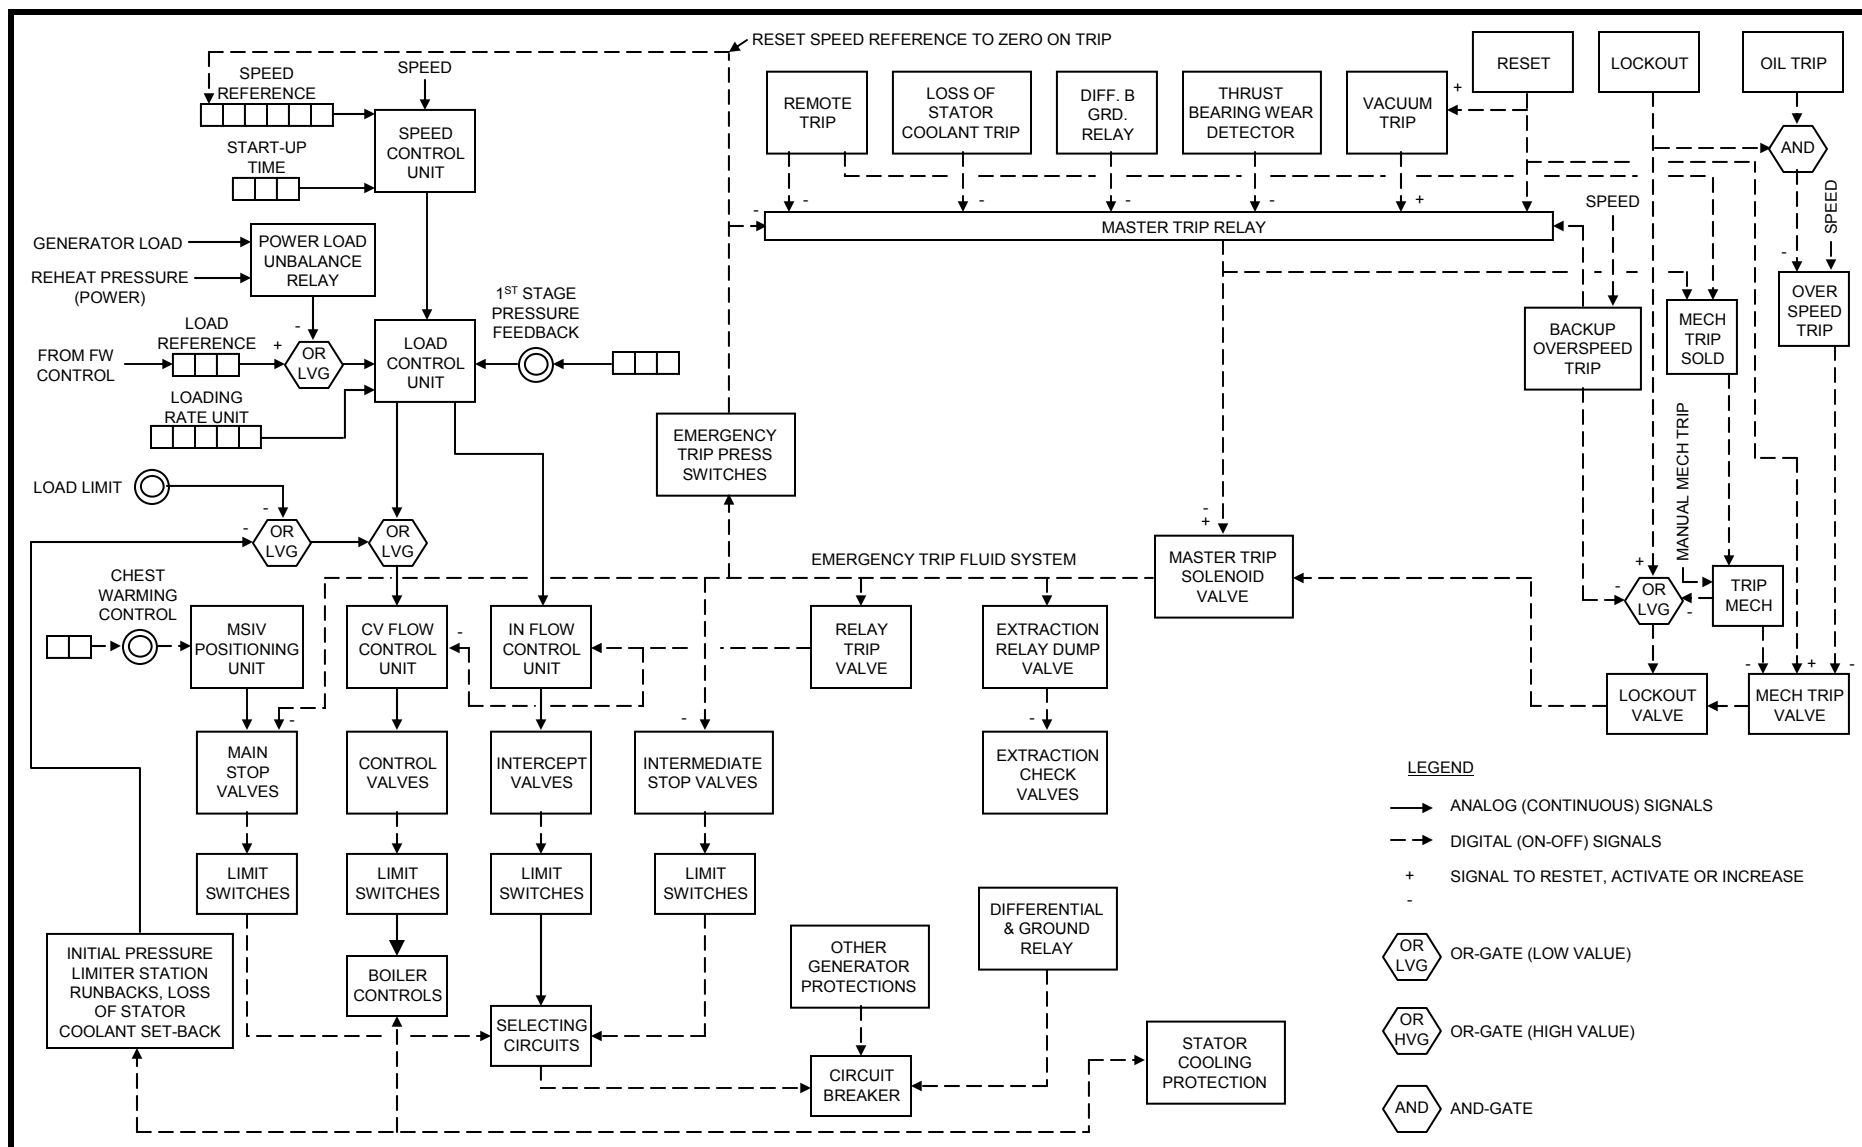 RESET SPEED REFERENCE TO ZERO ON TRIP
SPEED
REFERENCE
SPEED
START-UP
TIME
SPEED
CONTROL
UNIT
GENERATOR LOAD
REHEAT PRESSURE
(POWER)
POWER LOAD
UNBALANCE
RELAY
-
FROM FW
CONTROL
LOAD
REFERENCE
+
OR
LVG
LOAD
CONTROL
UNIT
1ST STAGE
PRESSURE
FEEDBACK
LOADING
RATE UNIT
LOAD LIMIT
-
-
OR
LVG
OR
LVG
REMOTE
TRIP
LOSS OF
STATOR
COOLANT TRIP
DIFF. B
GRD.
RELAY
THRUST
BEARING WEAR
DETECTOR
VACUUM
TRIP
+
RESET
LOCKOUT
OIL TRIP
AND
-
-
-
-
-
+
MASTER TRIP RELAY
SPEED
SPEED
-
BACKUP
OVERSPEED
TRIP
MECH
TRIP
SOLD
OVER
SPEED
TRIP
EMERGENCY
TRIP PRESS
SWITCHES
MANUAL MECH TRIP
-
+
MASTER TRIP
SOLENOID
VALVE
EMERGENCY TRIP FLUID SYSTEM
+
-
OR
LVG
-
TRIP
MECH
-
+
-
LOCKOUT
VALVE
MECH TRIP
VALVE
CHEST
WARMING
CONTROL
MSIV
POSITIONING
UNIT
CV FLOW
CONTROL
UNIT
-
IN FLOW
CONTROL
UNIT
RELAY
TRIP
VALVE
EXTRACTION
RELAY DUMP
VALVE
-
-
-
MAIN
STOP
VALVES
CONTROL
VALVES
INTERCEPT
VALVES
INTERMEDIATE
STOP VALVES
EXTRACTION
CHECK
VALVES
LIMIT
SWITCHES
LIMIT
SWITCHES
LIMIT
SWITCHES
LIMIT
SWITCHES
INITIAL PRESSURE
LIMITER STATION
RUNBACKS, LOSS
OF STATOR
COOLANT SET-BACK
BOILER
CONTROLS
SELECTING
CIRCUITS
OTHER
GENERATOR
PROTECTIONS
DIFFERENTIAL
& GROUND
RELAY
CIRCUIT
BREAKER
STATOR
COOLING
PROTECTION
LEGEND
ANALOG (CONTINUOUS) SIGNALS
DIGITAL (ON-OFF) SIGNALS
+ SIGNAL TO RESTET, ACTIVATE OR INCREASE
-
OR
LVG
OR-GATE (LOW VALUE)
OR
HVG
OR-GATE (HIGH VALUE)
AND
AND-GATE